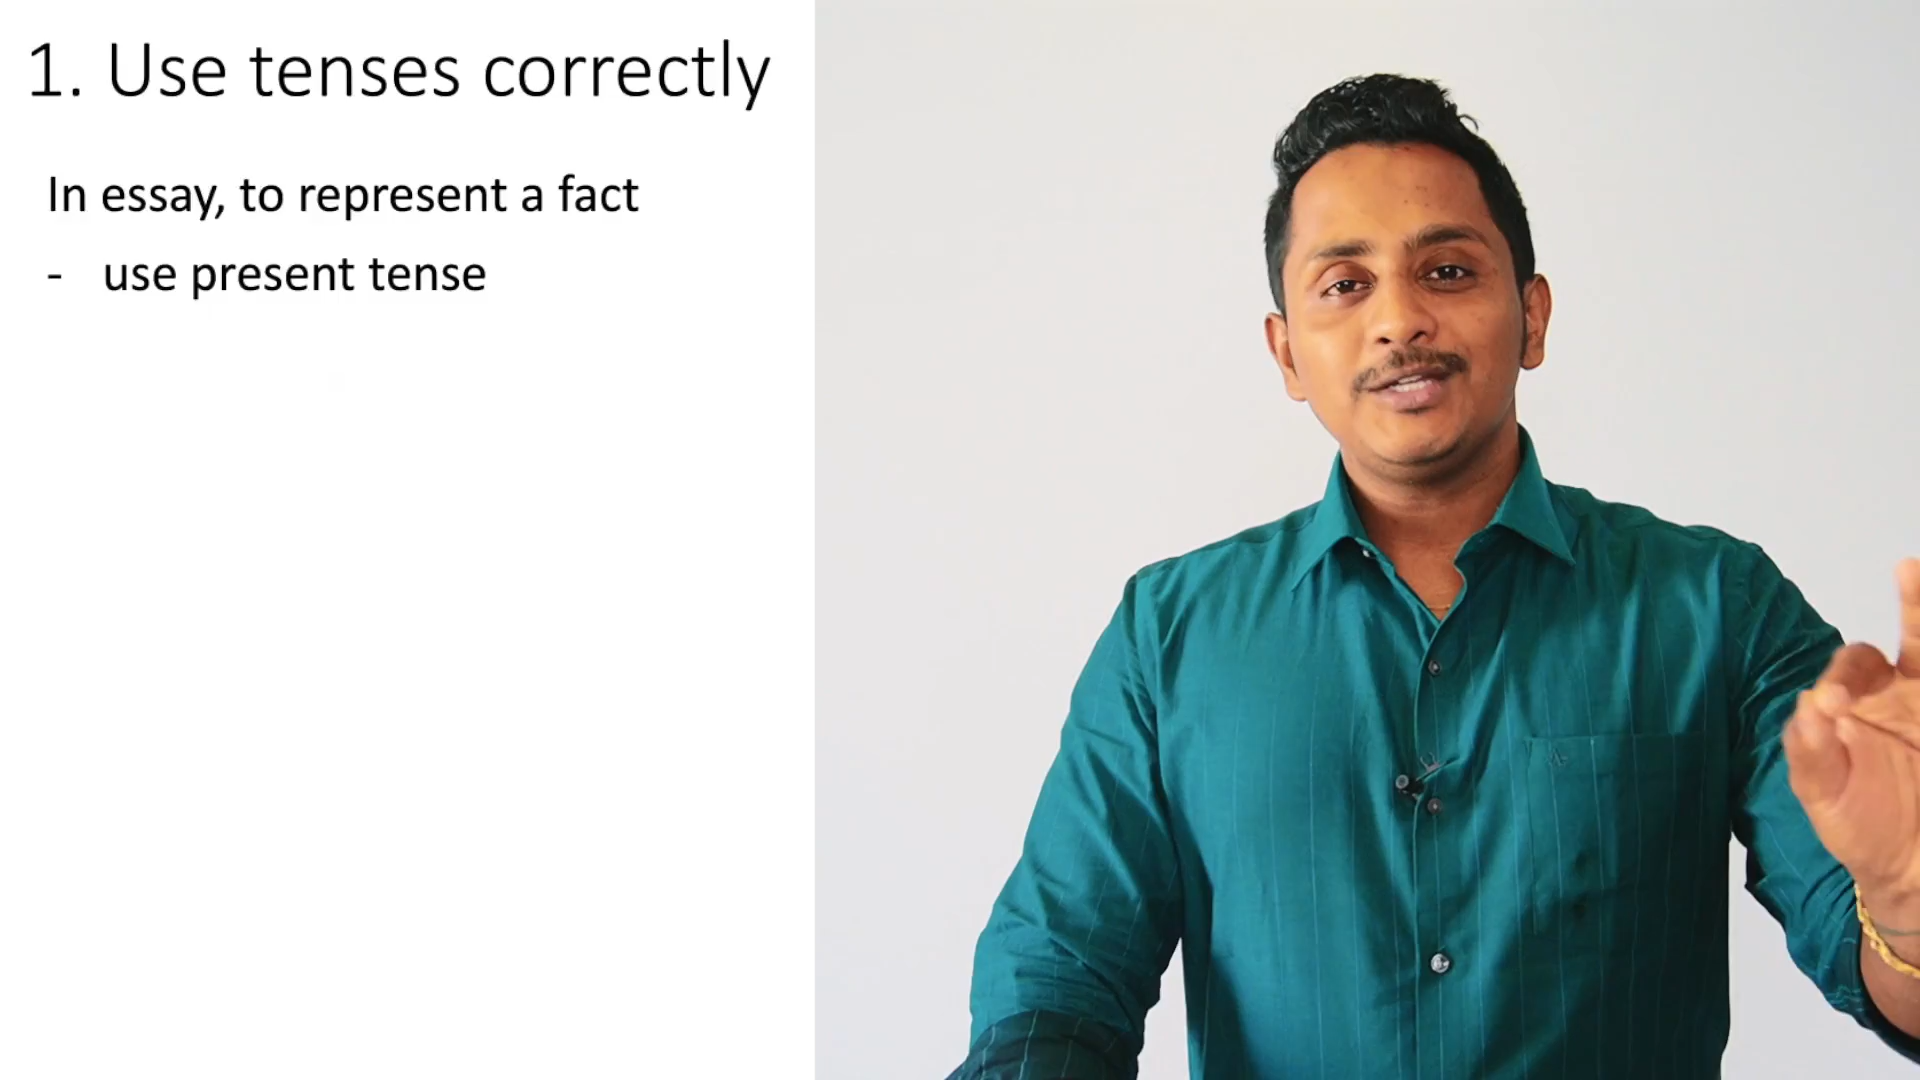 1. Use tenses correctly
In essay, to represent a fact
- use present tense